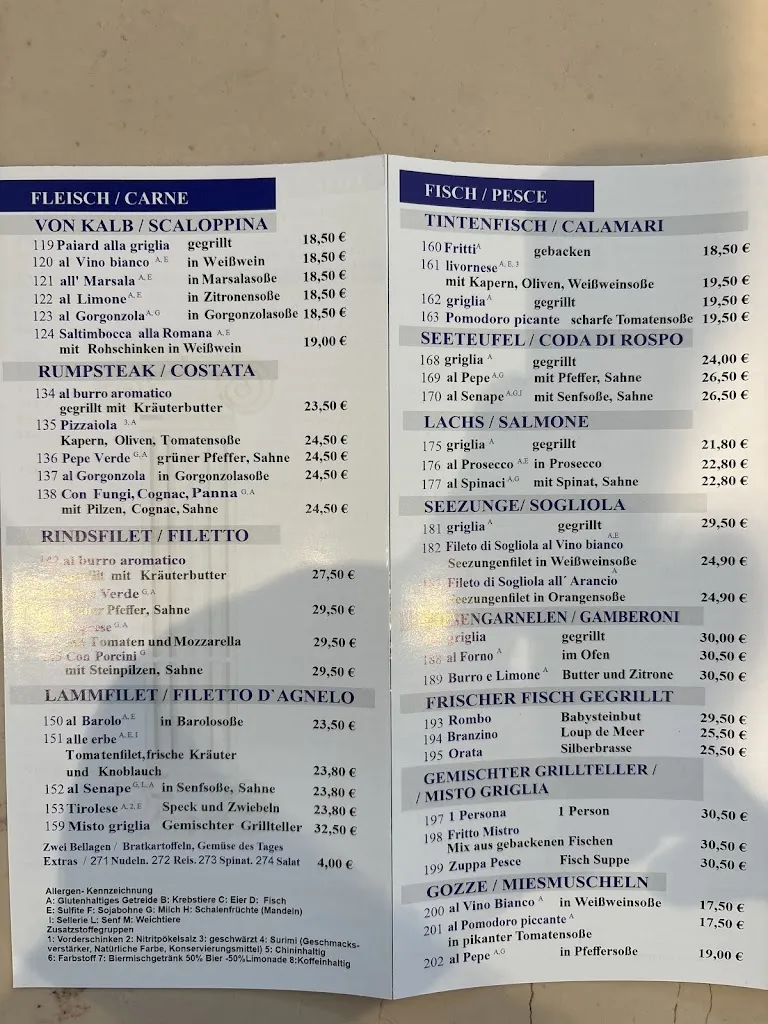 FLEISCH / CARNE
VON KALB / SCALOPPINA
119 Paiard alla griglia gegrillt 18,50 €
120 al Vino bianco A, E in Weißwein 18,50 €
121 all' Marsala A, E in Marsalasoße 18,50 €
122 al Limone A, E in Zitronensoße 18,50 €
123 al Gorgonzola A, G in Gorgonzolasoße 18,50 €
124 Saltimbocca alla Romana A, E
mit Rohschinken in Weißwein 19,00 €
RUMPSTEAK / COSTATA
134 al burro aromatico
gegrillt mit Kräuterbutter 23,50 €
135 Pizzaiola 3, A
Kapern, Oliven, Tomatensoße 24,50 €
136 Pepe Verde G, A grüner Pfeffer, Sahne 24,50 €
137 al Gorgonzola in Gorgonzolasoße 24,50 €
138 Con Fungi, Cognac, Panna G, A
mit Pilzen, Cognac, Sahne 24,50 €
RINDSFILET / FILETTO
al burro aromatico
mit Kräuterbutter 27,50 €
Verde G, A
Pfeffer, Sahne 29,50 €
G, A
Tomaten und Mozzarella 29,50 €
Con Porcini G
mit Steinpilzen, Sahne 29,50 €
LAMMFILET / FILETTO D`AGNELO
150 al Barolo A, E in Barolosoße 23,50 €
151 alle erbe A, E, I
Tomatenfilet,frische Kräuter
und Knoblauch 23,80 €
152 al Senape G, I, A in Senfsoße, Sahne 23,80 €
153 Tirolese A, 2, E Speck und Zwiebeln 23,80 €
159 Misto griglia Gemischter Grillteller 32,50 €
Zwei Bellagen / Bratkartoffeln, Gemüse des Tages
Extras / 271 Nudeln. 272 Reis. 273 Spinat. 274 Salat 4,00 €
Allergen- Kennzeichnung
A: Glutenhaltiges Getreide B: Krebstiere C: Eier D: Fisch
E: Sulfite F: Sojabohne G: Milch H: Schalenfrüchte (Mandeln)
I: Sellerie L: Senf M: Weichtiere
Zusatzstoffegruppen
1: Vorderschinken 2: Nitritpökelsalz 3: geschwärzt 4: Surimi (Geschmacks-
verstärker, Natürliche Farbe, Konservierungsmittel) 5: Chininhaltig
6: Farbstoff 7: Biermischgetränk 50% Bier -50%Limonade 8:Koffeinhaltig
FISCH / PESCE
TINTENFISCH / CALAMARI
160 Fritti A gebacken 18,50 €
161 livornese A, E, 3
mit Kapern, Oliven, Weißweinsoße 19,50 €
162 griglia A gegrillt 19,50 €
163 Pomodoro picante scharfe Tomatensoße 19,50 €
SEETEUFEL / CODA DI ROSPO
168 griglia A gegrillt 24,00 €
169 al Pepe A,G mit Pfeffer, Sahne 26,50 €
170 al Senape A,G,I mit Senfsoße, Sahne 26,50 €
LACHS / SALMONE
175 griglia A gegrillt 21,80 €
176 al Prosecco A,E in Prosecco 22,80 €
177 al Spinaci A,G mit Spinat, Sahne 22,80 €
SEEZUNGE/ SOGLIOLA
181 griglia A gegrillt 29,50 €
182 Fileto di Sogliola al Vino bianco A,E
Seezungenfilet in Weißweinsoße 24,90 €
Fileto di Sogliola all´ Arancio A
Seezungenfilet in Orangensoße 24,90 €
GARNELEN / GAMBERONI
griglia gegrillt 30,00 €
188 al Forno A im Ofen 30,50 €
189 Burro e Limone A Butter und Zitrone 30,50 €
FRISCHER FISCH GEGRILLT
193 Rombo Babysteinbut 29,50 €
194 Branzino Loup de Meer 25,50 €
195 Orata Silberbrasse 25,50 €
GEMISCHTER GRILLTELLER /
/ MISTO GRIGLIA
197 1 Persona 1 Person 30,50 €
198 Fritto Mistro
Mix aus gebackenen Fischen 30,50 €
199 Zuppa Pesce Fisch Suppe 30,50 €
GOZZE / MIESMUSCHELN
200 al Vino Bianco A in Weißweinsoße 17,50 €
201 al Pomodoro piccante A 17,50 €
in pikanter Tomatensoße
202 al Pepe A,G in Pfeffersoße 19,00 €